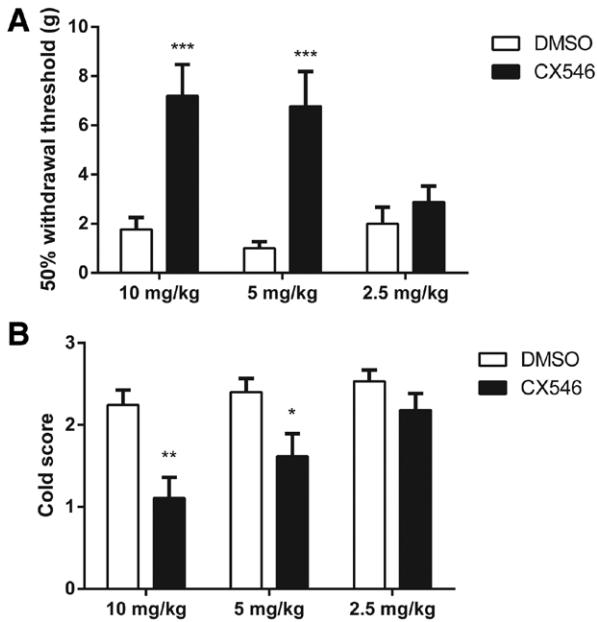 A
50% withdrawal threshold (g)
10
8
6
4
2
0
***
***
DMSO
CX546
10 mg/kg
5 mg/kg
2.5 mg/kg
B
Cold score
3
2
1
0
**
*
DMSO
CX546
10 mg/kg
5 mg/kg
2.5 mg/kg